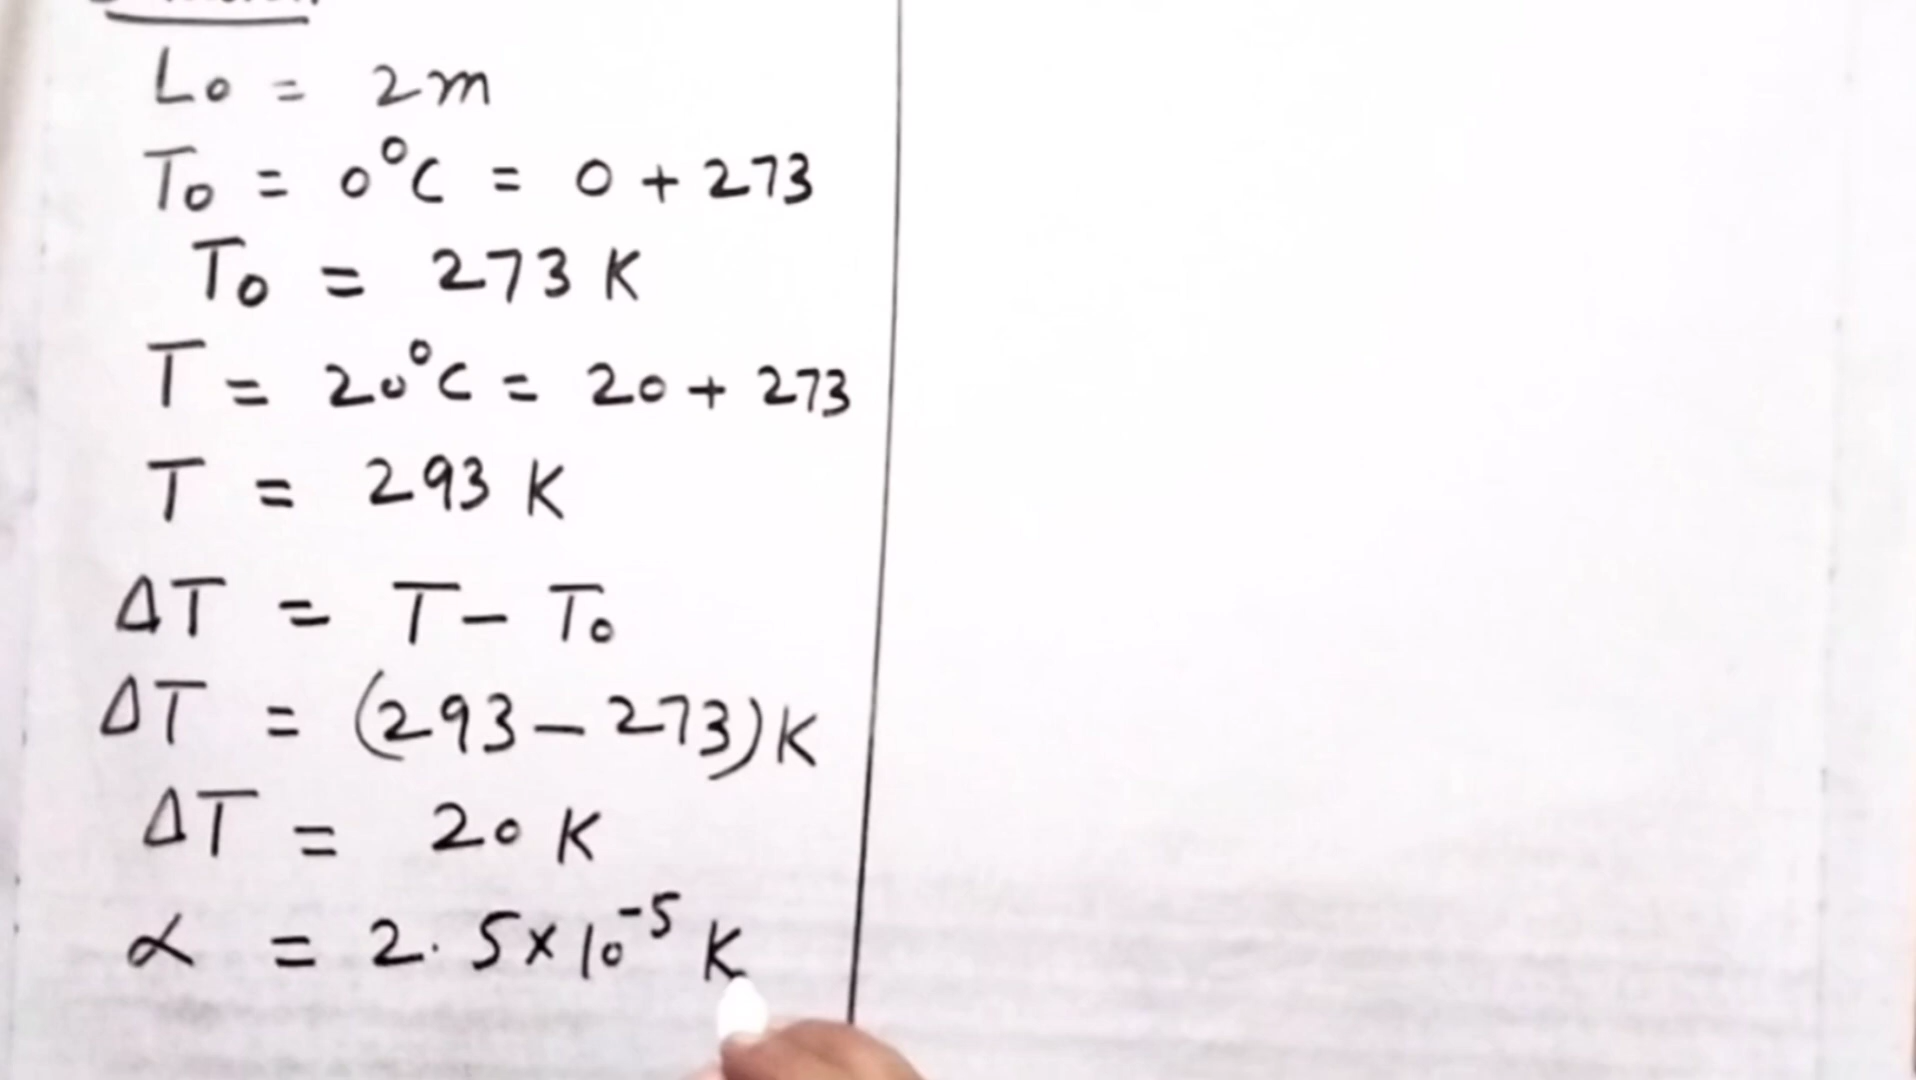 L₀ = 2m
T₀ = 0°C = 0 + 273
T₀ = 273 K
T = 20°C = 20 + 273
T = 293 K
ΔT = T - T₀
ΔT = (293 - 273)K
ΔT = 20 K
α = 2.5×10⁻⁵ K